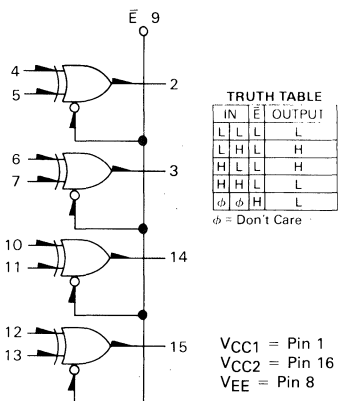 Ē 9
4
5
2
6
7
3
10
11
14
12
13
15
TRUTH TABLE
IN Ē OUTPUT
L L L L
L H L H
H L L H
H H L L
φ φ H L
φ = Don't Care
VCC1 = Pin 1
VCC2 = Pin 16
VEE = Pin 8